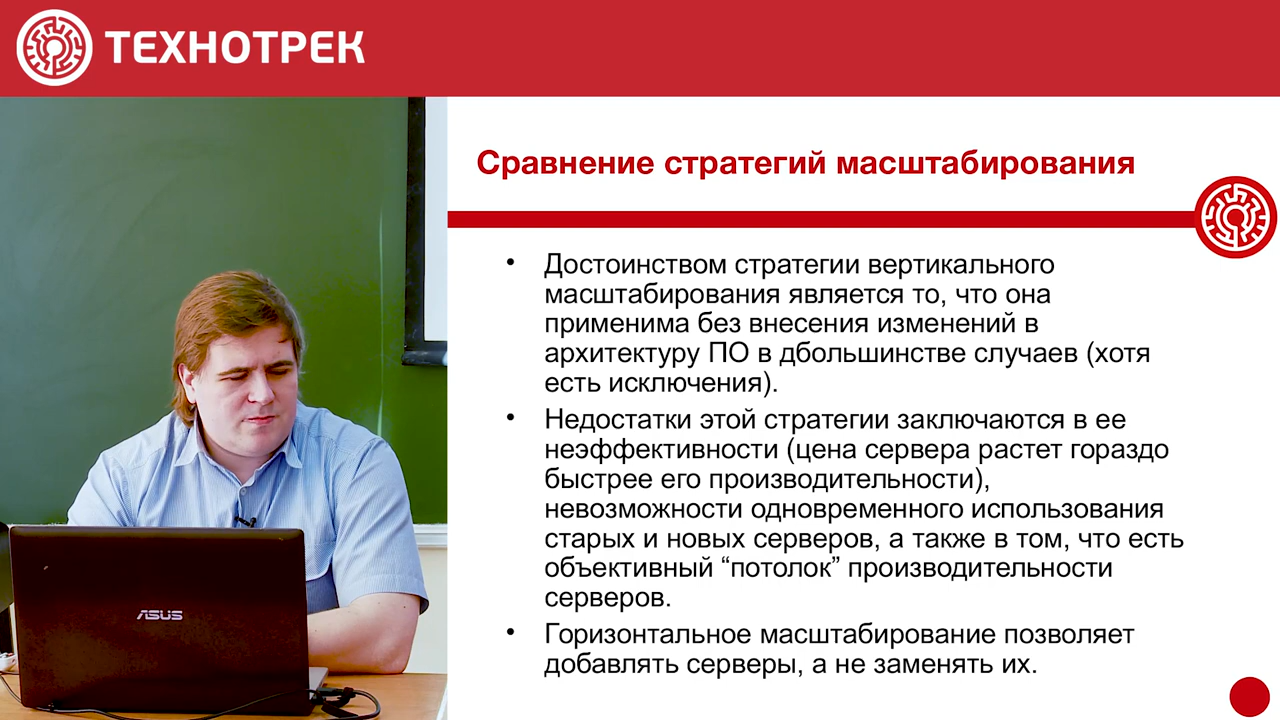 ТЕХНОТРЕК
Сравнение стратегий масштабирования
• Достоинством стратегии вертикального
масштабирования является то, что она
применима без внесения изменений в
архитектуру ПО в дбольшинстве случаев (хотя
есть исключения).
• Недостатки этой стратегии заключаются в ее
неэффективности (цена сервера растет гораздо
быстрее его производительности),
невозможности одновременного использования
старых и новых серверов, а также в том, что есть
объективный “потолок” производительности
серверов.
• Горизонтальное масштабирование позволяет
добавлять серверы, а не заменять их.
ASUS